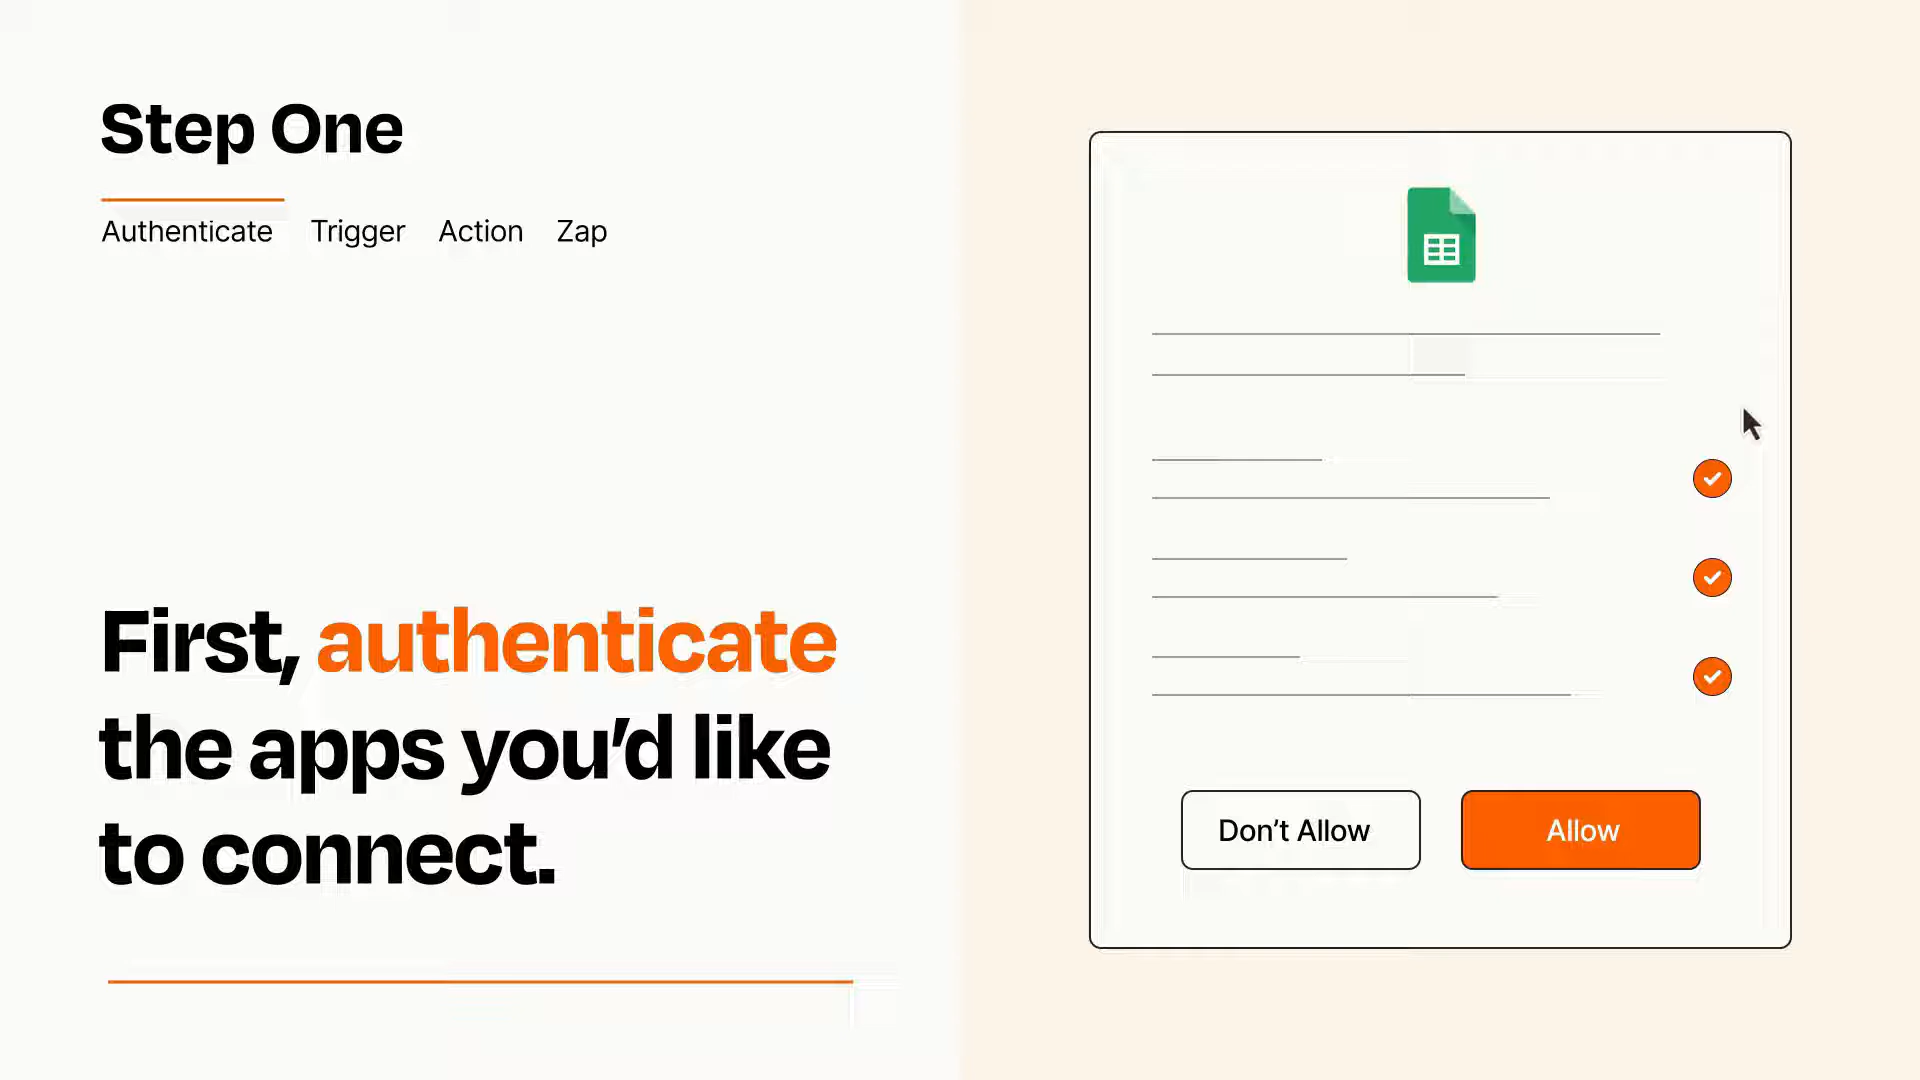 Step One
Authenticate Trigger Action Zap
First, authenticate
the apps you’d like
to connect.
Don’t Allow
Allow